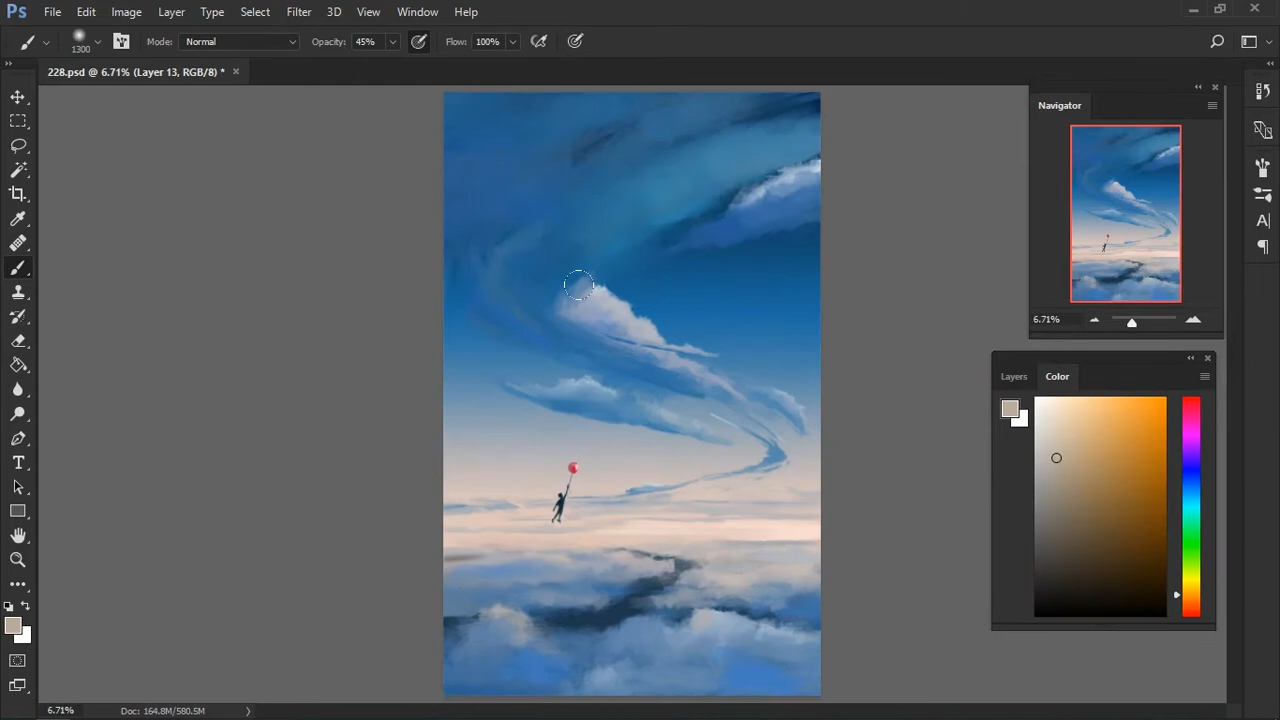 Ps File Edit Image Layer Type Select Filter 3D View Window Help
1300 Mode: Normal Opacity: 45% Flow: 100%
228.psd @ 6.71% (Layer 13, RGB/8) * ×
Navigator
6.71%
Layers Color
T
A
¶
6.71% Doc: 164.8M/580.5M